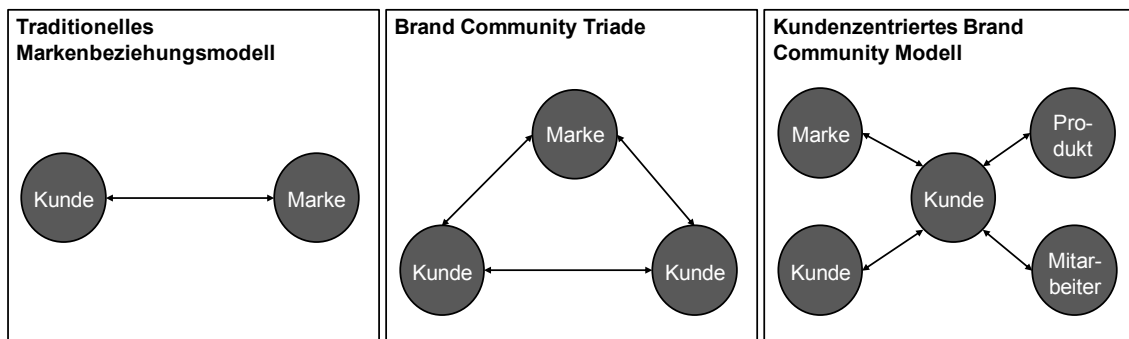 Traditionelles
Markenbeziehungsmodell
Kunde
Marke
Brand Community Triade
Marke
Kunde
Kunde
Kundenzentriertes Brand
Community Modell
Marke
Pro-
dukt
Kunde
Kunde
Mitar-
beiter